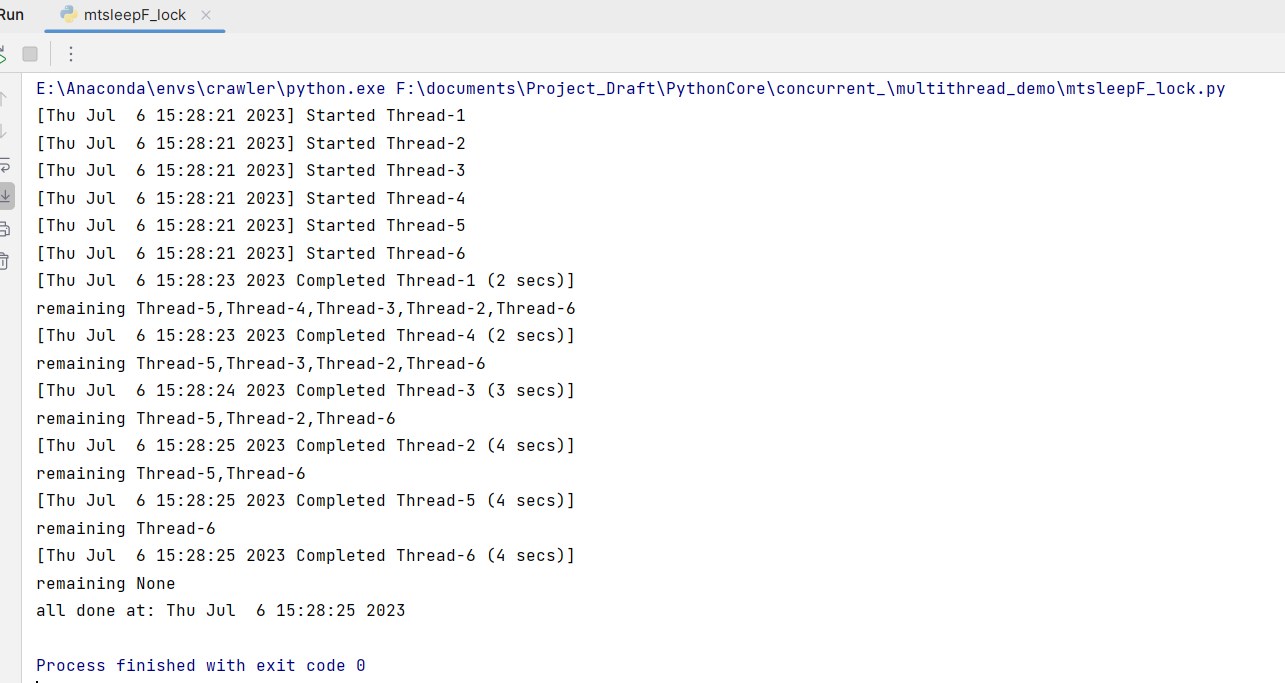 Run
mtsleepF_lock
E:\Anaconda\envs\crawler\python.exe F:\documents\Project_Draft\PythonCore\concurrent_\multithread_demo\mtsleepF_lock.py
[Thu Jul  6 15:28:21 2023] Started Thread-1
[Thu Jul  6 15:28:21 2023] Started Thread-2
[Thu Jul  6 15:28:21 2023] Started Thread-3
[Thu Jul  6 15:28:21 2023] Started Thread-4
[Thu Jul  6 15:28:21 2023] Started Thread-5
[Thu Jul  6 15:28:21 2023] Started Thread-6
[Thu Jul  6 15:28:23 2023 Completed Thread-1 (2 secs)]
remaining Thread-5,Thread-4,Thread-3,Thread-2,Thread-6
[Thu Jul  6 15:28:23 2023 Completed Thread-4 (2 secs)]
remaining Thread-5,Thread-3,Thread-2,Thread-6
[Thu Jul  6 15:28:24 2023 Completed Thread-3 (3 secs)]
remaining Thread-5,Thread-2,Thread-6
[Thu Jul  6 15:28:25 2023 Completed Thread-2 (4 secs)]
remaining Thread-5,Thread-6
[Thu Jul  6 15:28:25 2023 Completed Thread-5 (4 secs)]
remaining Thread-6
[Thu Jul  6 15:28:25 2023 Completed Thread-6 (4 secs)]
remaining None
all done at: Thu Jul  6 15:28:25 2023
Process finished with exit code 0